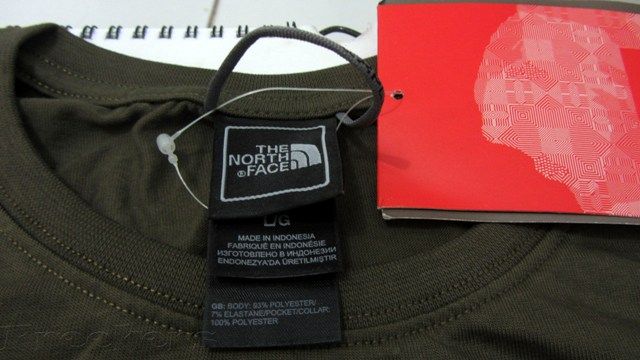 THE
NORTH
®FACE
L/G
MADE IN INDONESIA
FABRIQUÉ EN INDONÉSIE
ИЗГОТОВЛЕНО В ИНДОНЕЗИИ
ENDONEZYA'DA ÜRETILMIŞTIR
GB: BODY: 93% POLYESTER/
7% ELASTANE/POCKET/COLLAR:
100% POLYESTER